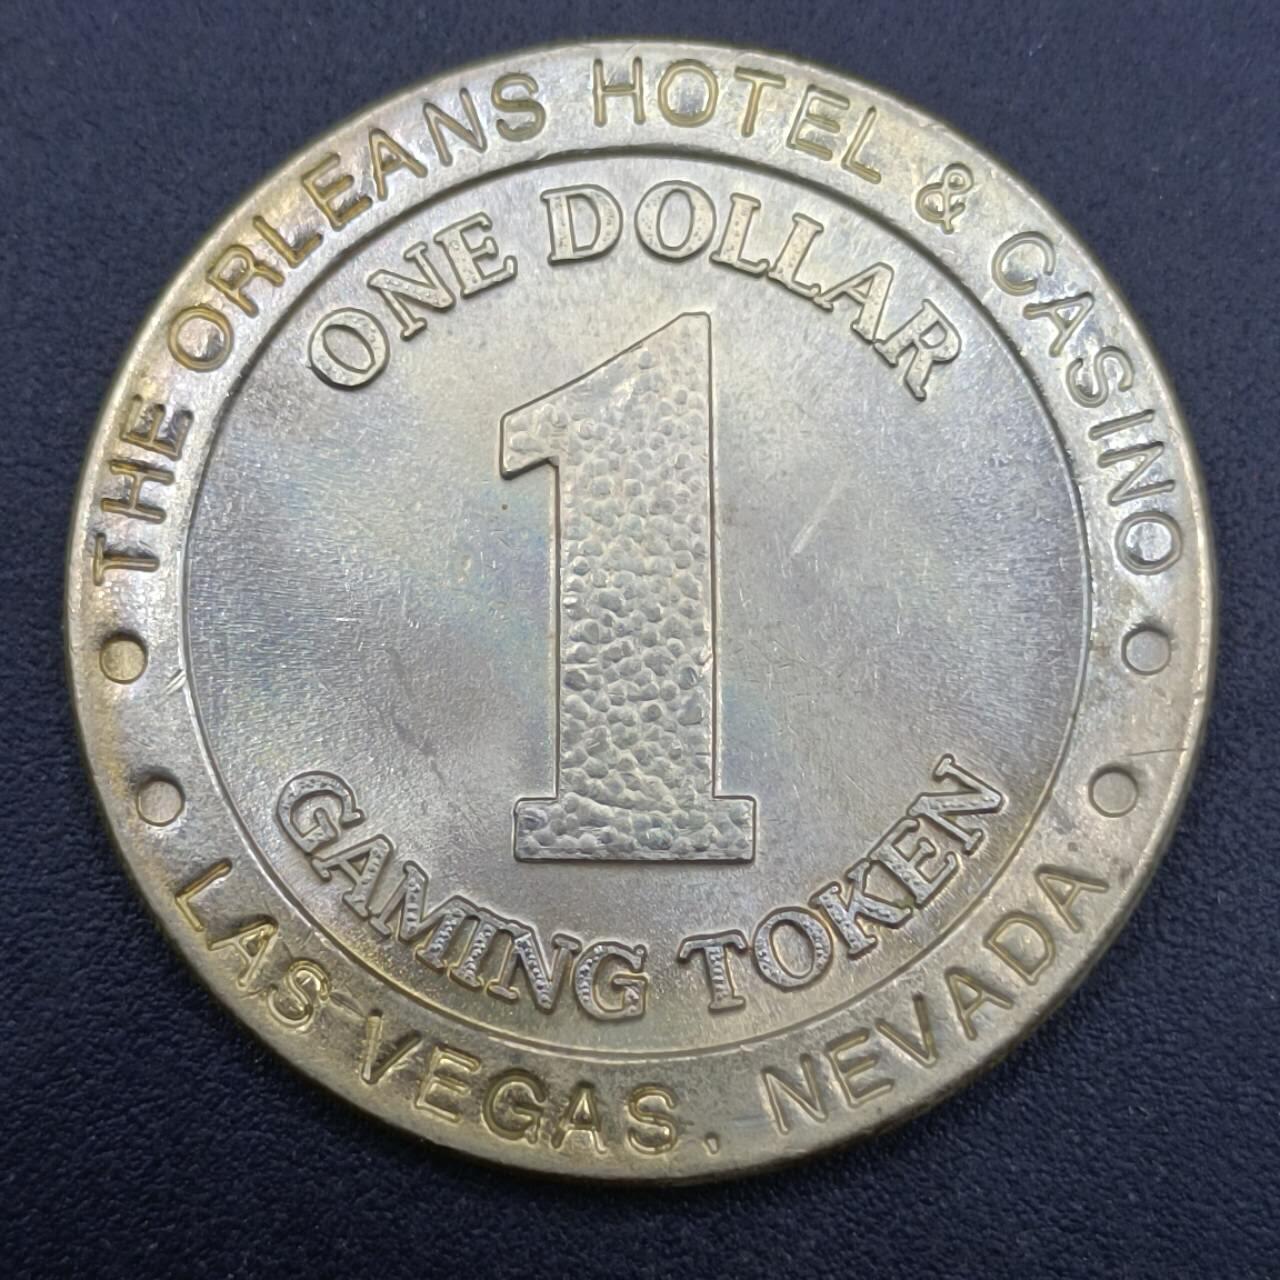 THE ORLEANS HOTEL & CASINO
ONE DOLLAR
1
GAMING TOKEN
LAS VEGAS, NEVADA